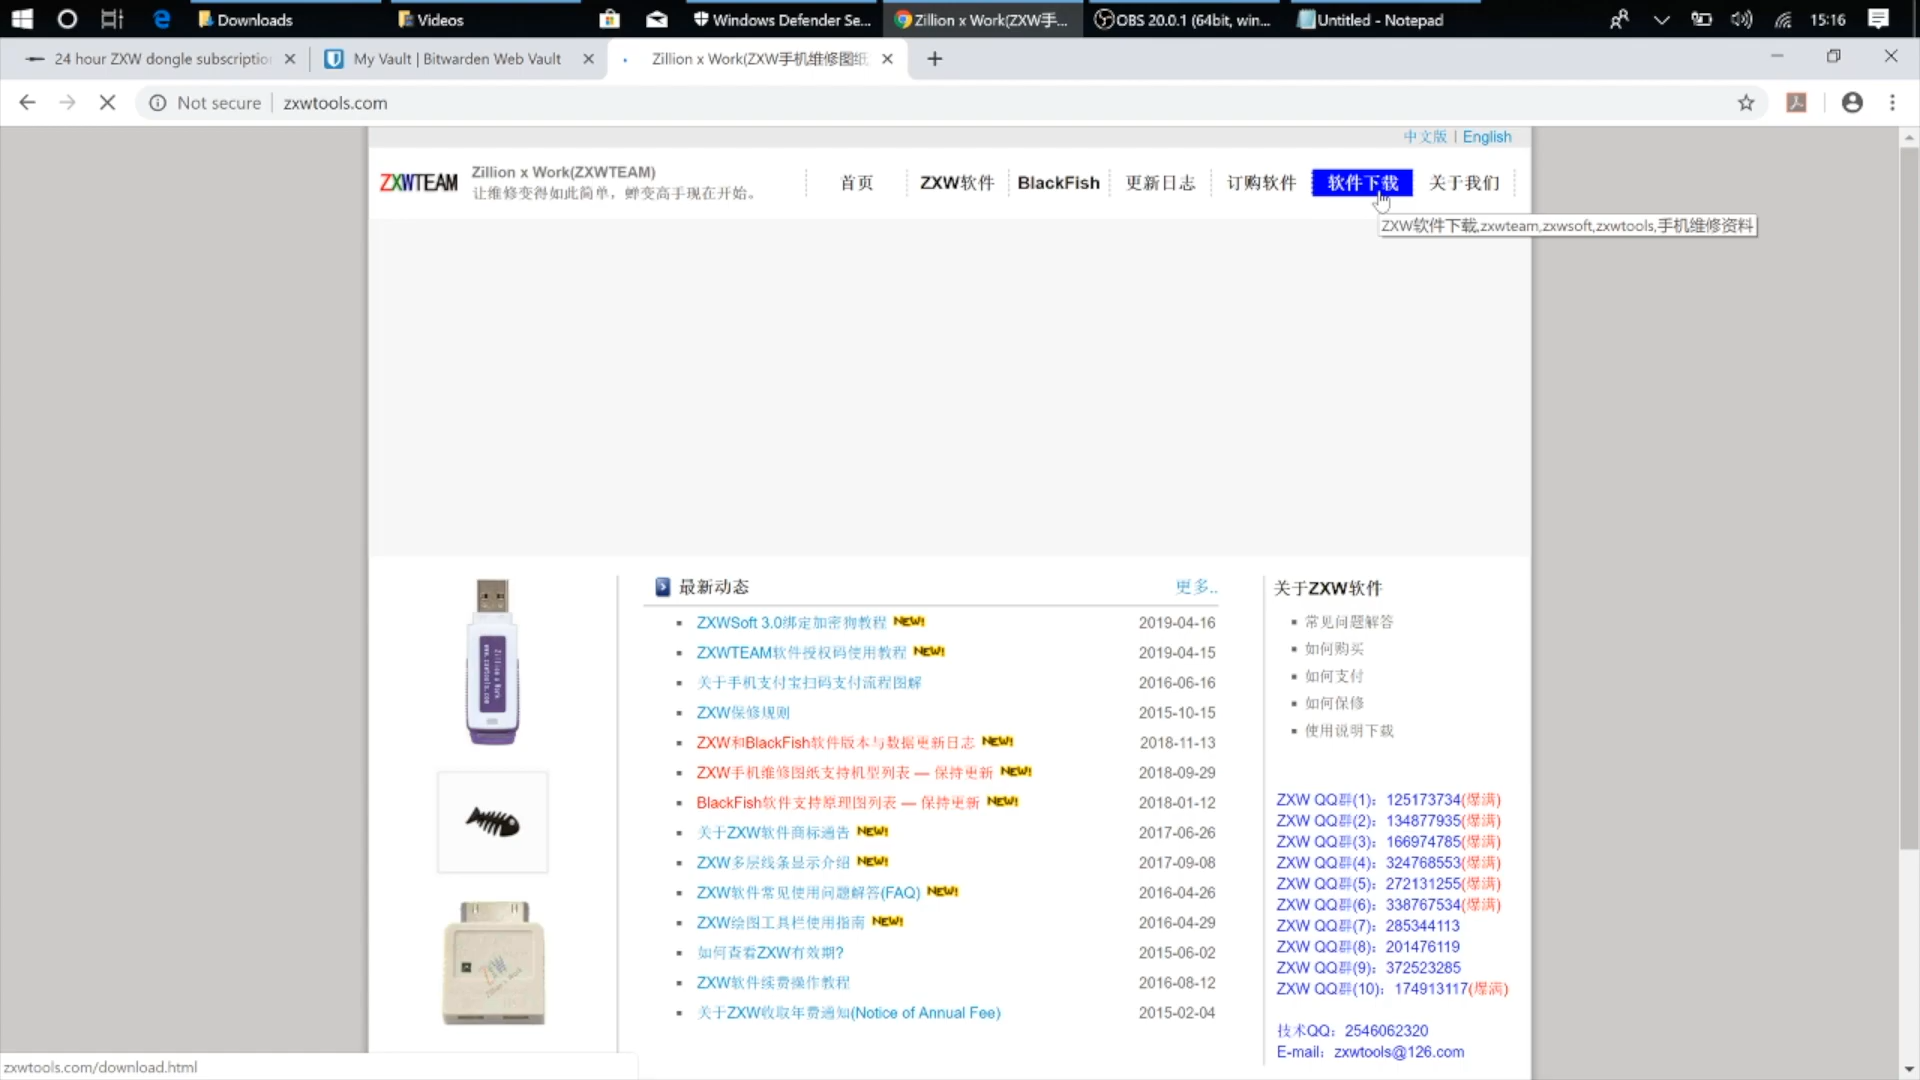 Downloads
Videos
Windows Defender Se...
Zillion x Work(ZXW手...
OBS 20.0.1 (64bit, win...
Untitled - Notepad
15:16
24 hour ZXW dongle subscription
My Vault | Bitwarden Web Vault
Zillion x Work(ZXW手机维修图纸
Not secure
zxwtools.com
中文版 | English
ZXWTEAM
Zillion x Work(ZXWTEAM)
让维修变得如此简单，蝉变高手现在开始。
首页
ZXW软件
BlackFish
更新日志
订购软件
软件下载
关于我们
ZXW软件下载,zxwteam,zxwsoft,zxwtools,手机维修资料
最新动态
更多..
ZXWSoft 3.0绑定加密狗教程 NEW! 2019-04-16
ZXWTEAM软件授权码使用教程 NEW! 2019-04-15
关于手机支付宝扫码支付流程图解 2016-06-16
ZXW保修规则 2015-10-15
ZXW和BlackFish软件版本与数据更新日志 NEW! 2018-11-13
ZXW手机维修图纸支持机型列表 — 保持更新 NEW! 2018-09-29
BlackFish软件支持原理图列表 — 保持更新 NEW! 2018-01-12
关于ZXW软件商标通告 NEW! 2017-06-26
ZXW多层线条显示介绍 NEW! 2017-09-08
ZXW软件常见使用问题解答(FAQ) NEW! 2016-04-26
ZXW绘图工具栏使用指南 NEW! 2016-04-29
如何查看ZXW有效期? 2015-06-02
ZXW软件续费操作教程 2016-08-12
关于ZXW收取年费通知(Notice of Annual Fee) 2015-02-04
关于ZXW软件
常见问题解答
如何购买
如何支付
如何保修
使用说明下载
ZXW QQ群(1)：125173734(爆满)
ZXW QQ群(2)：134877935(爆满)
ZXW QQ群(3)：166974785(爆满)
ZXW QQ群(4)：324768553(爆满)
ZXW QQ群(5)：272131255(爆满)
ZXW QQ群(6)：338767534(爆满)
ZXW QQ群(7)：285344113
ZXW QQ群(8)：201476119
ZXW QQ群(9)：372523285
ZXW QQ群(10)：174913117(爆满)
技术QQ：2546062320
E-mail：zxwtools@126.com
Zillion x Work
www.zxwtools.com
ZXW
zxwtools.com/download.html